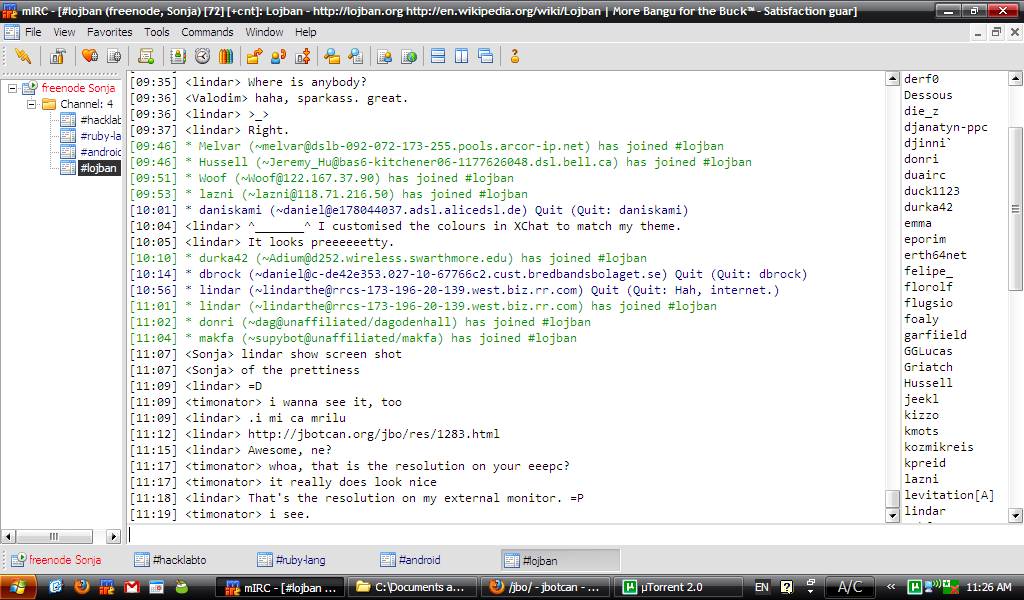 mIRC - [#lojban (freenode, Sonja) [72] [+cnt]: Lojban - http://lojban.org http://en.wikipedia.org/wiki/Lojban | More Bangu for the Buck™ - Satisfaction guar]
File View Favorites Tools Commands Window Help
freenode Sonja
Channel: 4
#hacklab
#ruby-la
#android
#lojban
[09:35] <lindar> Where is anybody?
[09:36] <Valodim> haha, sparkass. great.
[09:36] <lindar> >_>
[09:37] <lindar> Right.
[09:46] * Melvar (~melvar@dslb-092-072-173-255.pools.arcor-ip.net) has joined #lojban
[09:46] * Hussell (~Jeremy_Hu@bas6-kitchener06-1177626048.dsl.bell.ca) has joined #lojban
[09:51] * Woof (~Woof@122.167.37.90) has joined #lojban
[09:53] * lazni (~lazni@118.71.216.50) has joined #lojban
[10:01] * daniskami (~daniel@e178044037.adsl.alicedsl.de) Quit (Quit: daniskami)
[10:04] <lindar> ^_______^ I customised the colours in XChat to match my theme.
[10:05] <lindar> It looks preeeeeetty.
[10:10] * durka42 (~Adium@d252.wireless.swarthmore.edu) has joined #lojban
[10:14] * dbrock (~daniel@c-de42e353.027-10-67766c2.cust.bredbandsbolaget.se) Quit (Quit: dbrock)
[10:56] * lindar (~lindarthe@rrcs-173-196-20-139.west.biz.rr.com) Quit (Quit: Hah, internet.)
[11:01] * lindar (~lindarthe@rrcs-173-196-20-139.west.biz.rr.com) has joined #lojban
[11:02] * donri (~dag@unaffiliated/dagodenhall) has joined #lojban
[11:04] * makfa (~supybot@unaffiliated/makfa) has joined #lojban
[11:07] <Sonja> lindar show screen shot
[11:07] <Sonja> of the prettiness
[11:09] <lindar> =D
[11:09] <timonator> i wanna see it, too
[11:09] <lindar> .i mi ca mrilu
[11:12] <lindar> http://jbotcan.org/jbo/res/1283.html
[11:15] <lindar> Awesome, ne?
[11:17] <timonator> whoa, that is the resolution on your eeepc?
[11:17] <timonator> it really does look nice
[11:18] <lindar> That's the resolution on my external monitor. =P
[11:19] <timonator> i see.
derf0
Dessous
die_z
djanatyn-ppc
djinni`
donri
duairc
duck1123
durka42
emma
eporim
erth64net
felipe_
florolf
flugsio
foaly
garfiield
GGLucas
Griatch
Hussell
jeekl
kizzo
kmots
kozmikreis
kpreid
lazni
levitation[A]
lindar
freenode Sonja #hacklabto #ruby-lang #android #lojban
mIRC - [#lojban ... C:\Documents a... /jbo/ - jbotcan - ... µTorrent 2.0 EN A/C « 11:26 AM